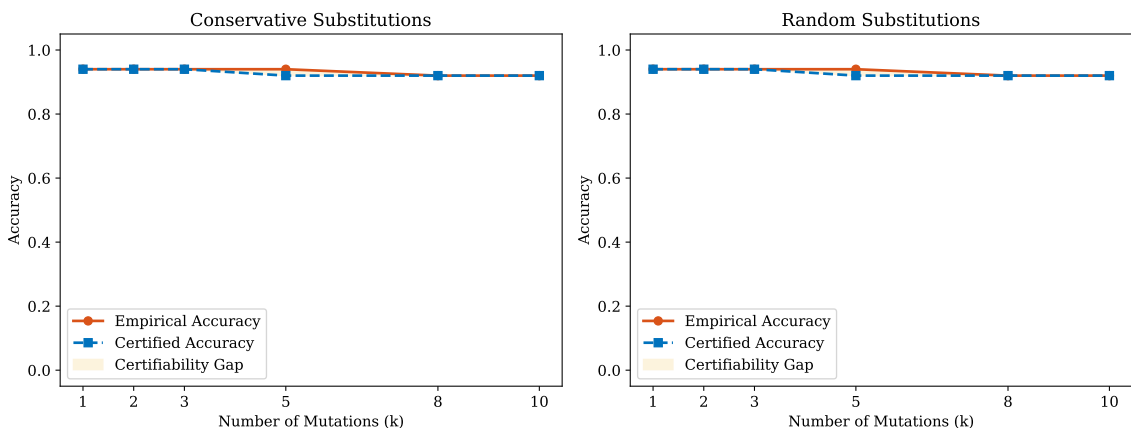 Conservative Substitutions
Accuracy
1.0
0.8
0.6
0.4
0.2
0.0
Empirical Accuracy
Certified Accuracy
Certifiability Gap
1 2 3 5 8 10
Number of Mutations (k)
Random Substitutions
Accuracy
1.0
0.8
0.6
0.4
0.2
0.0
Empirical Accuracy
Certified Accuracy
Certifiability Gap
1 2 3 5 8 10
Number of Mutations (k)